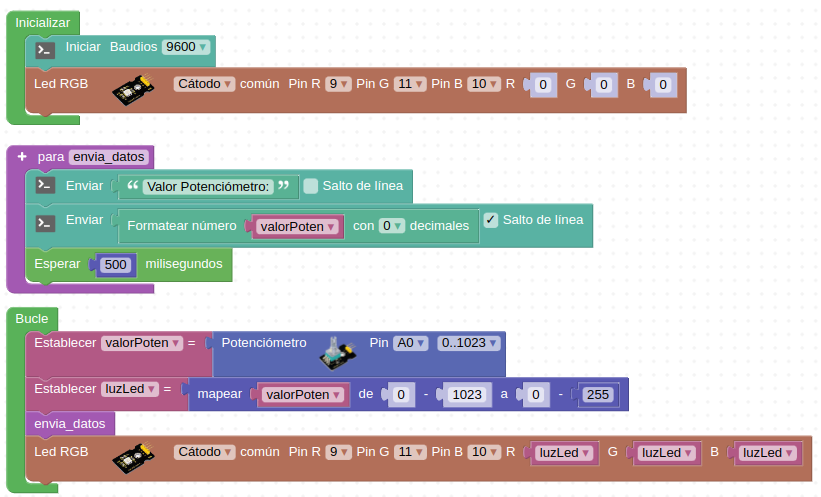 Inicializar
Iniciar Baudios 9600
Led RGB Cátodo común Pin R 9 Pin G 11 Pin B 10 R 0 G 0 B 0
+ para envia_datos
Enviar “ Valor Potenciómetro: ” Salto de línea
Enviar Formatear número valorPoten con 0 decimales ✓ Salto de línea
Esperar 500 milisegundos
Bucle
Establecer valorPoten = Potenciómetro Pin A0 0..1023
Establecer luzLed = mapear valorPoten de 0 - 1023 a 0 - 255
envia_datos
Led RGB Cátodo común Pin R 9 Pin G 11 Pin B 10 R luzLed G luzLed B luzLed